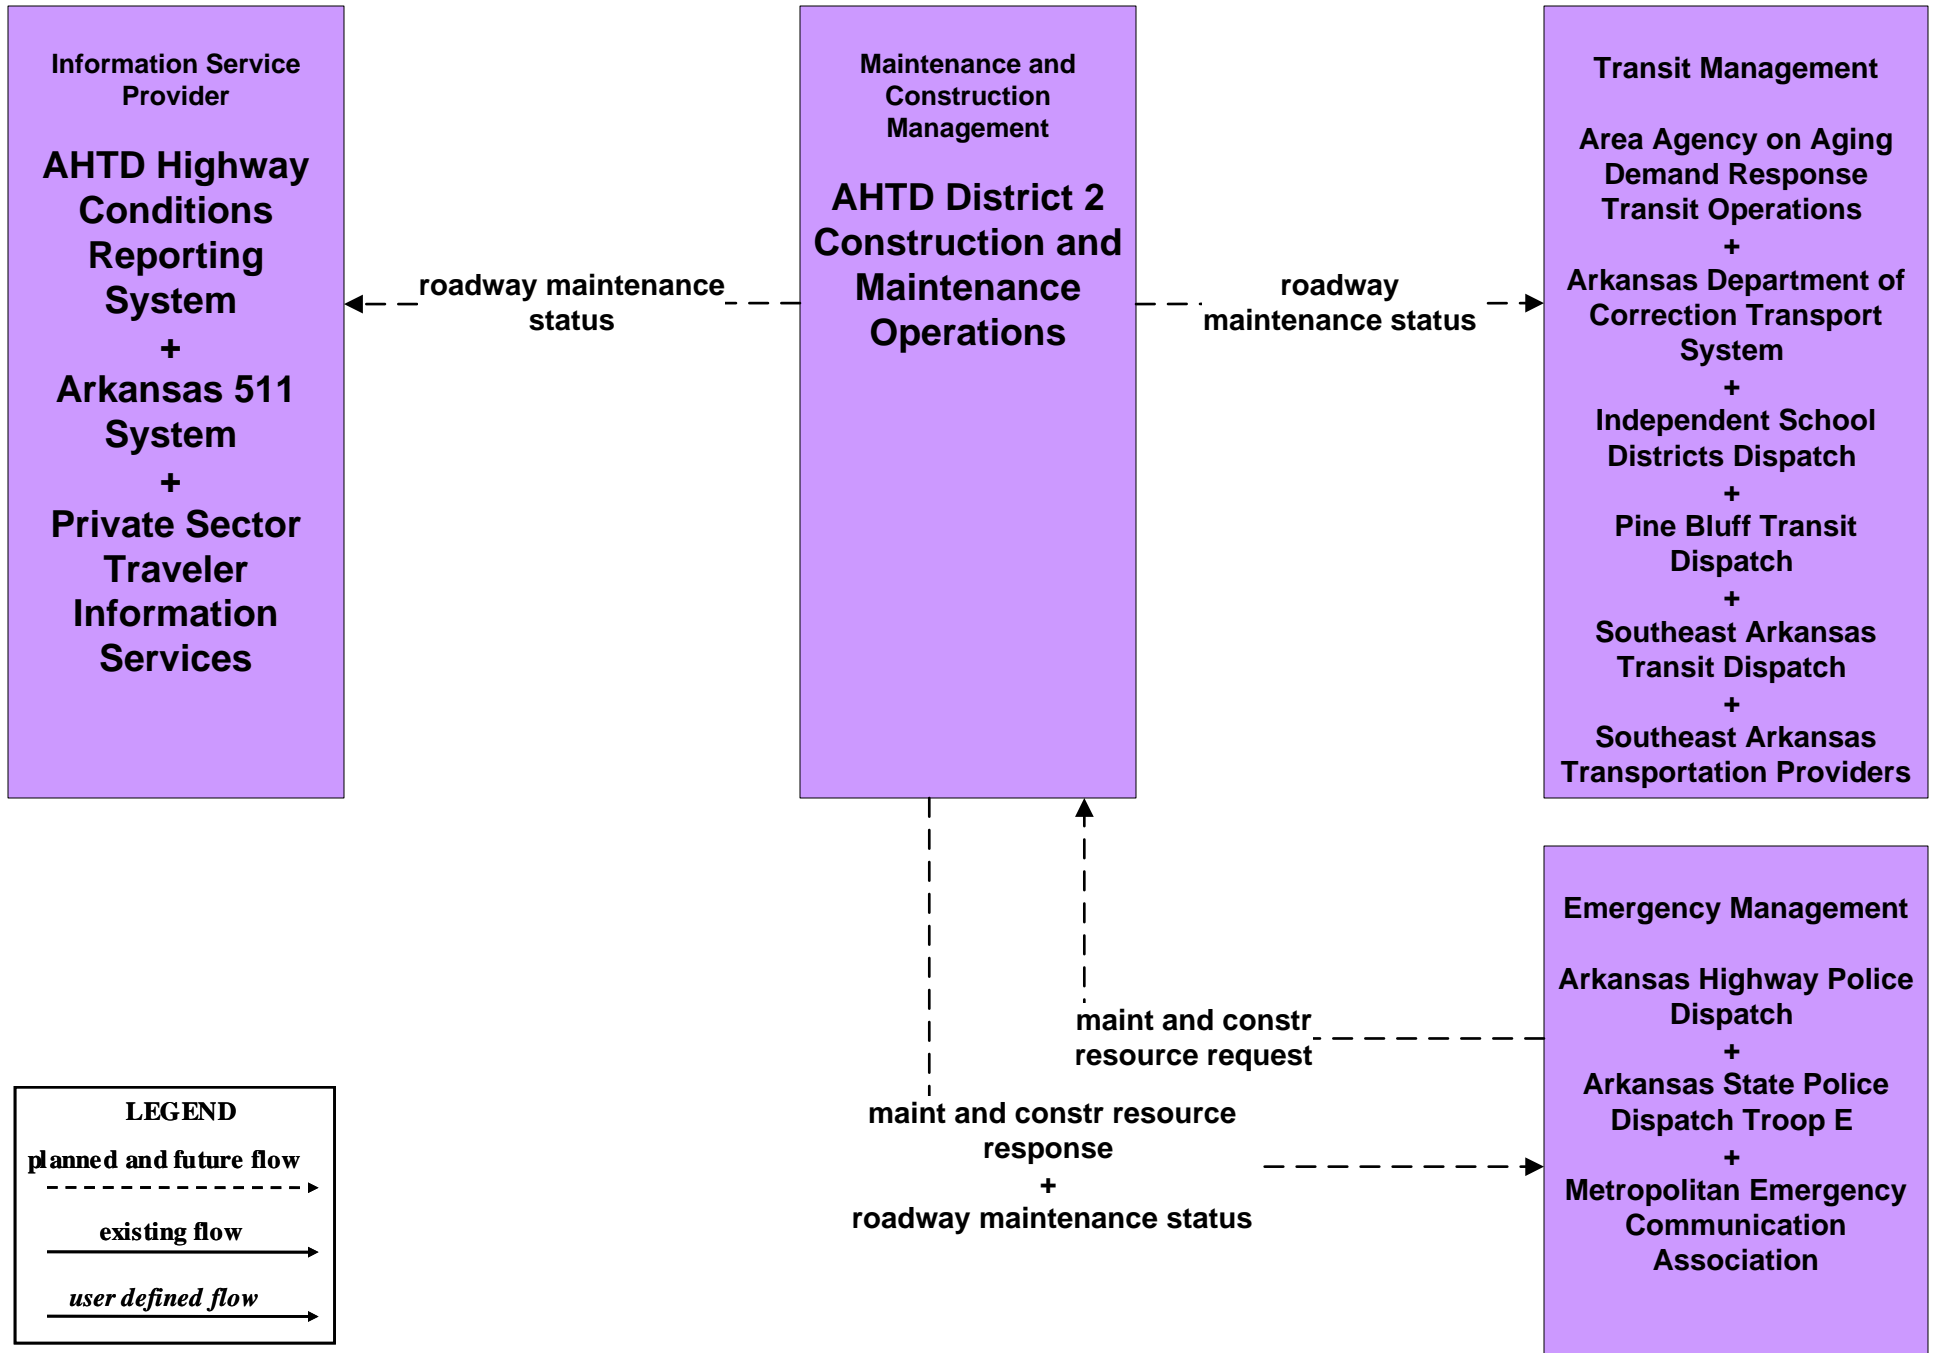 Information Service
Provider
AHTD Highway
Conditions
Reporting
System
+
Arkansas 511
System
+
Private Sector
Traveler
Information
Services
roadway maintenance
status
Maintenance and
Construction
Management
AHTD District 2
Construction and
Maintenance
Operations
roadway
maintenance status
Transit Management
Area Agency on Aging
Demand Response
Transit Operations
+
Arkansas Department of
Correction Transport
System
+
Independent School
Districts Dispatch
+
Pine Bluff Transit
Dispatch
+
Southeast Arkansas
Transit Dispatch
+
Southeast Arkansas
Transportation Providers
maint and constr
resource request
maint and constr resource
response
+
roadway maintenance status
Emergency Management
Arkansas Highway Police
Dispatch
+
Arkansas State Police
Dispatch Troop E
+
Metropolitan Emergency
Communication
Association
LEGEND
planned and future flow
existing flow
user defined flow